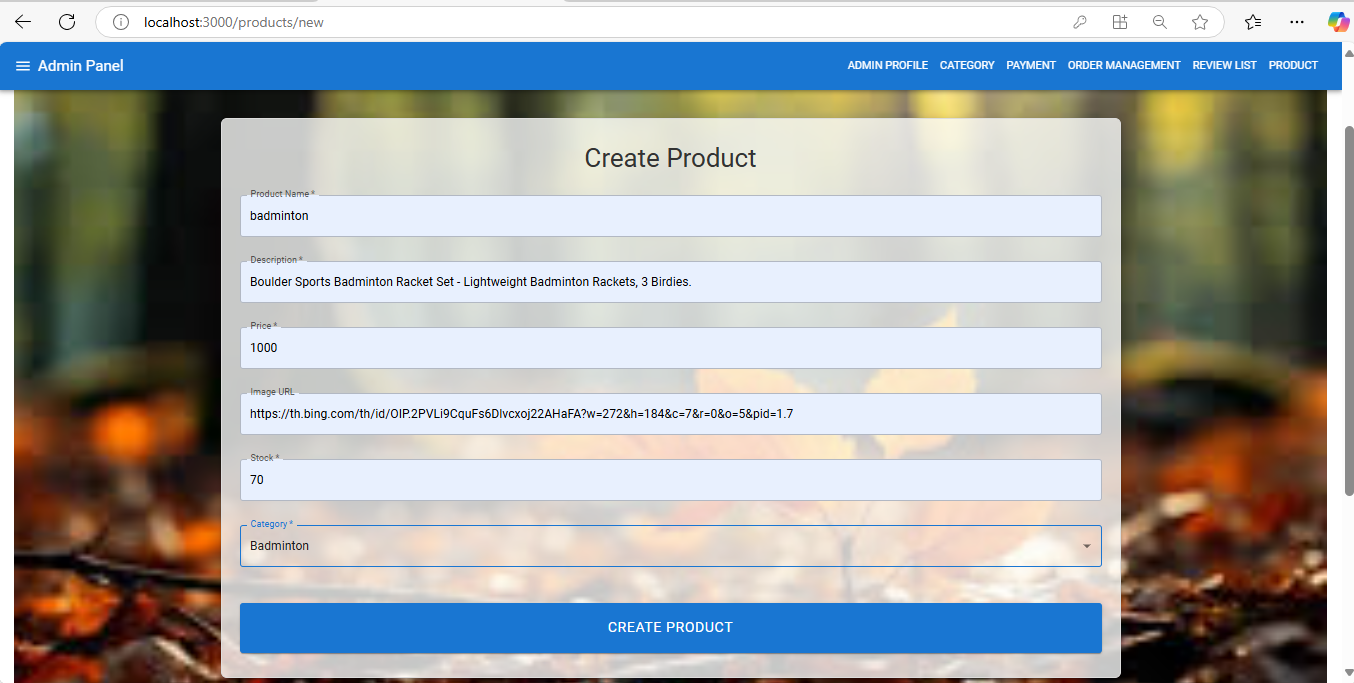 localhost:3000/products/new
Admin Panel
ADMIN PROFILE CATEGORY PAYMENT ORDER MANAGEMENT REVIEW LIST PRODUCT
Create Product
Product Name *
badminton
Description *
Boulder Sports Badminton Racket Set - Lightweight Badminton Rackets, 3 Birdies.
Price *
1000
Image URL
https://th.bing.com/th/id/OIP.2PVLi9CquFs6DIvcxoj22AHaFA?w=272&h=184&c=7&r=0&o=5&pid=1.7
Stock *
70
Category *
Badminton
CREATE PRODUCT